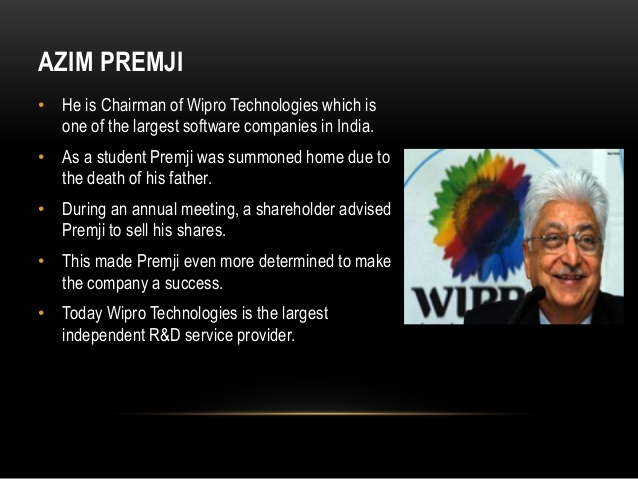 AZIM PREMJI
• He is Chairman of Wipro Technologies which is
one of the largest software companies in India.
• As a student Premji was summoned home due to
the death of his father.
• During an annual meeting, a shareholder advised
Premji to sell his shares.
• This made Premji even more determined to make
the company a success.
• Today Wipro Technologies is the largest
independent R&D service provider.
WIPRO